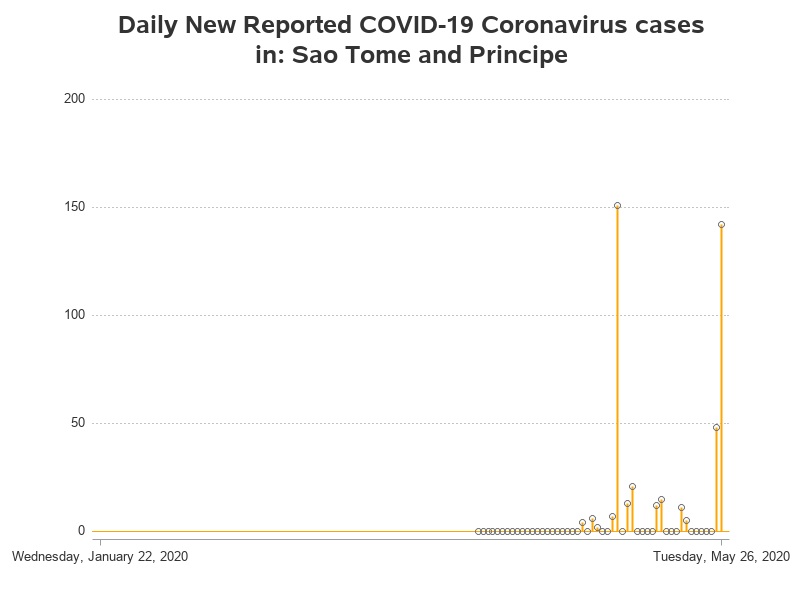 Daily New Reported COVID-19 Coronavirus cases
in: Sao Tome and Principe
200
150
100
50
0
Wednesday, January 22, 2020
Tuesday, May 26, 2020